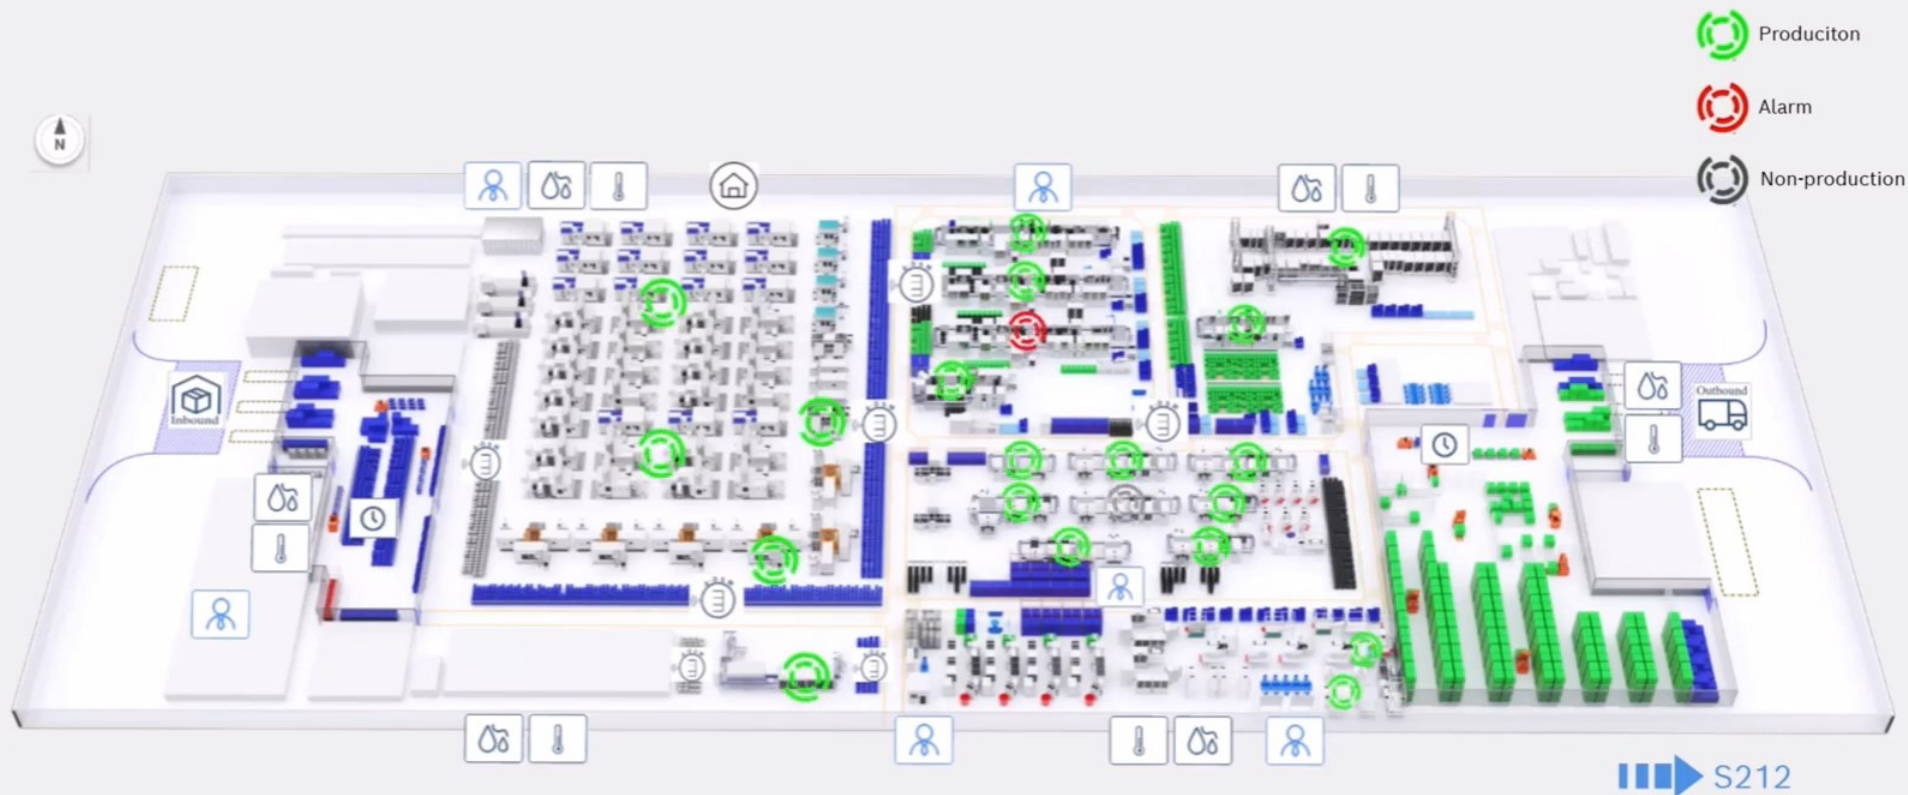 Produciton
Alarm
N
Non-production
Inbound
Outbound
S212